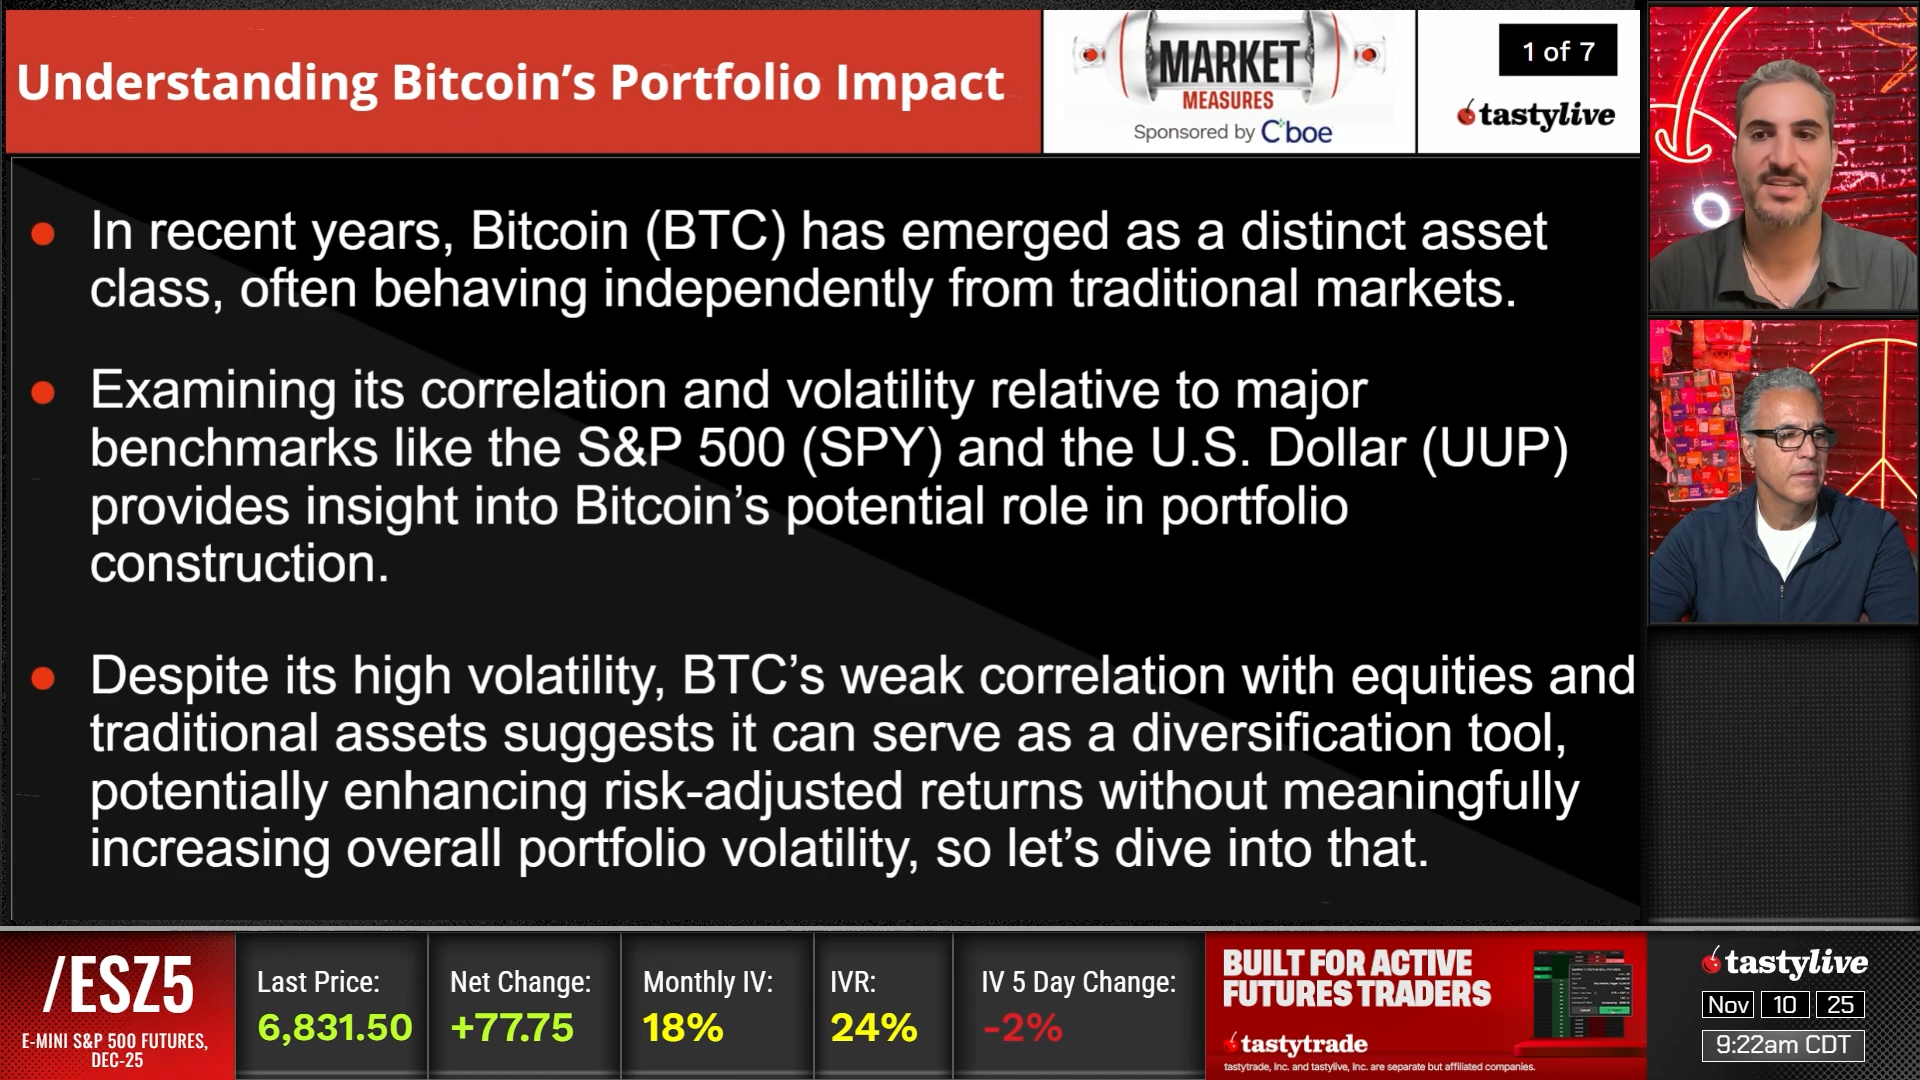 Understanding Bitcoin’s Portfolio Impact
MARKET
MEASURES
Sponsored by Cboe
1 of 7
tastylive
In recent years, Bitcoin (BTC) has emerged as a distinct asset
class, often behaving independently from traditional markets.
Examining its correlation and volatility relative to major
benchmarks like the S&P 500 (SPY) and the U.S. Dollar (UUP)
provides insight into Bitcoin’s potential role in portfolio
construction.
Despite its high volatility, BTC’s weak correlation with equities and
traditional assets suggests it can serve as a diversification tool,
potentially enhancing risk-adjusted returns without meaningfully
increasing overall portfolio volatility, so let’s dive into that.
/ESZ5
E-MINI S&P 500 FUTURES,
DEC-25
Last Price:
6,831.50
Net Change:
+77.75
Monthly IV:
18%
IVR:
24%
IV 5 Day Change:
-2%
BUILT FOR ACTIVE
FUTURES TRADERS
tastytrade
tastytrade, Inc. and tastylive, Inc. are separate but affiliated companies.
tastylive
Nov 10 25
9:22am CDT